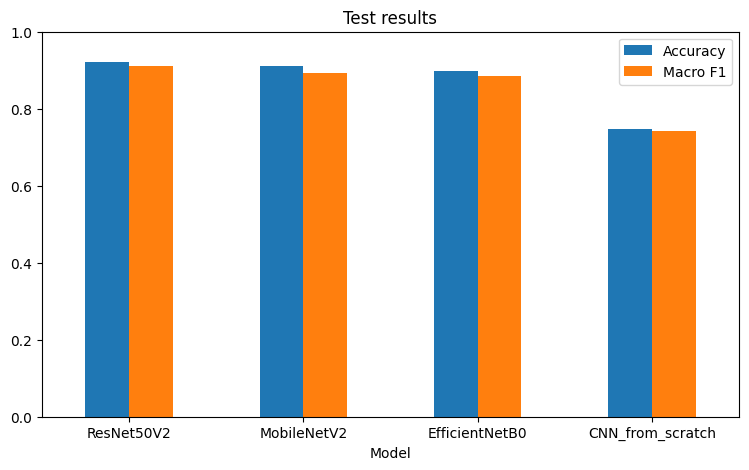 Test results
Accuracy
Macro F1
1.0
0.8
0.6
0.4
0.2
0.0
ResNet50V2 MobileNetV2 EfficientNetB0 CNN_from_scratch
Model